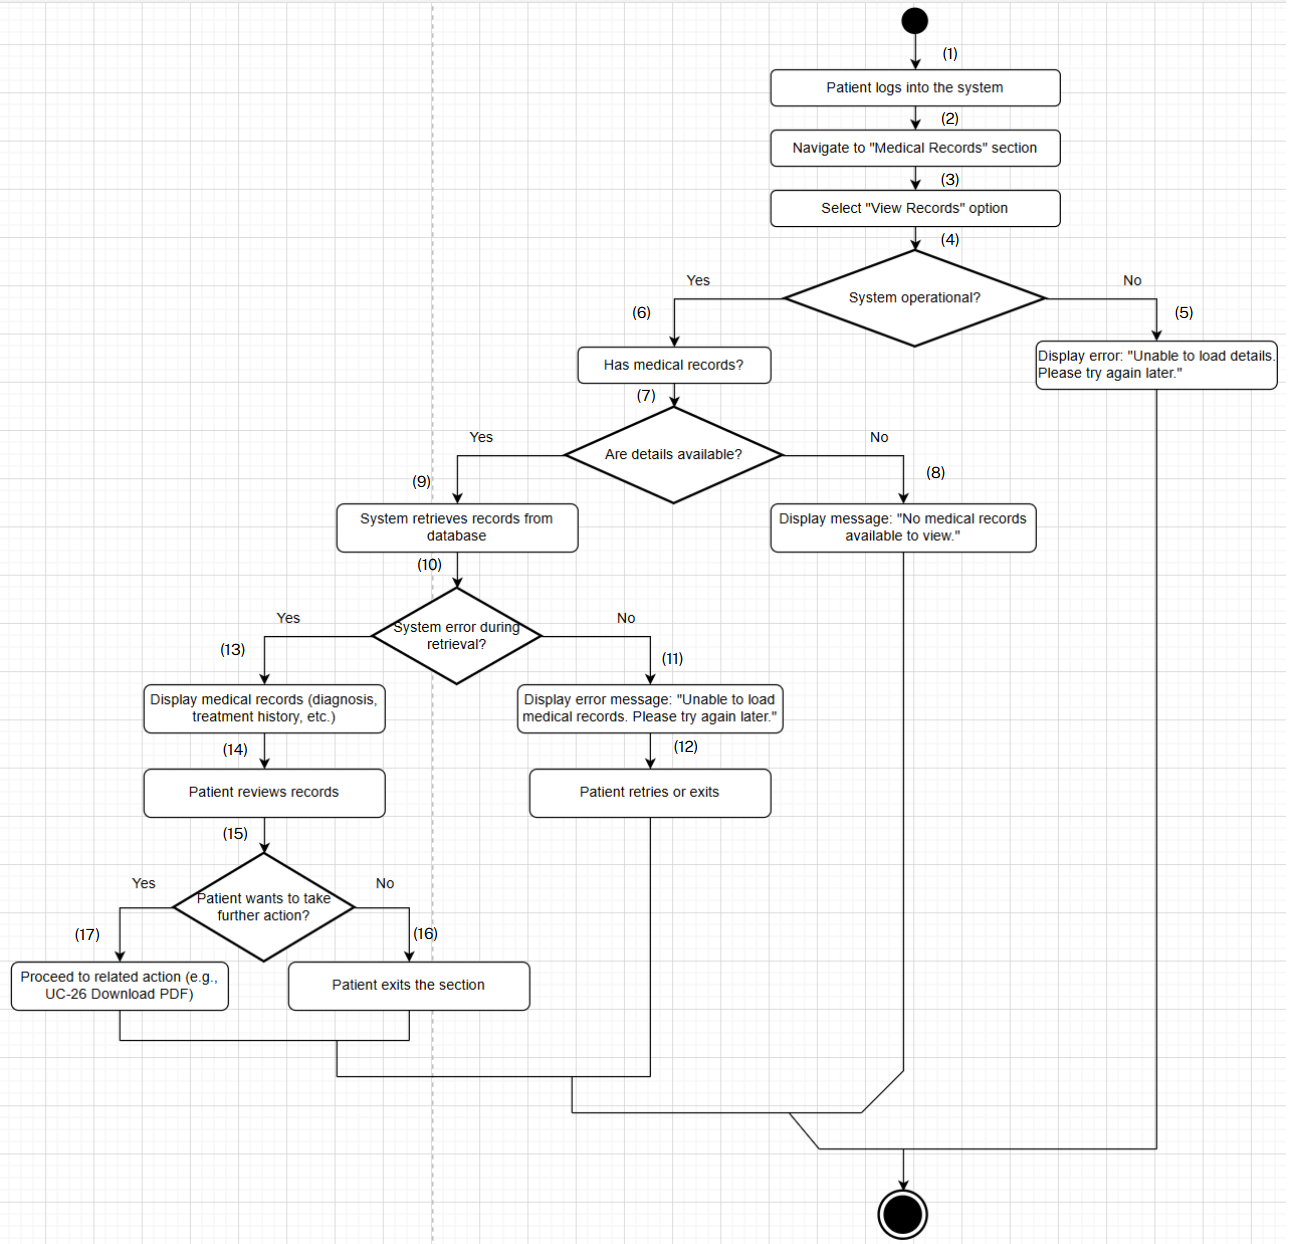 (1)
Patient logs into the system
(2)
Navigate to "Medical Records" section
(3)
Select "View Records" option
(4)
System operational?
Yes
No
(6)
(5)
Has medical records?
Display error: "Unable to load details.
Please try again later."
(7)
Are details available?
Yes
No
(9)
(8)
System retrieves records from
database
Display message: "No medical records
available to view."
(10)
System error during
retrieval?
Yes
No
(13)
(11)
Display medical records (diagnosis,
treatment history, etc.)
Display error message: "Unable to load
medical records. Please try again later."
(14)
(12)
Patient reviews records
Patient retries or exits
(15)
Patient wants to take
further action?
Yes
No
(17)
(16)
Proceed to related action (e.g.,
UC-26 Download PDF)
Patient exits the section